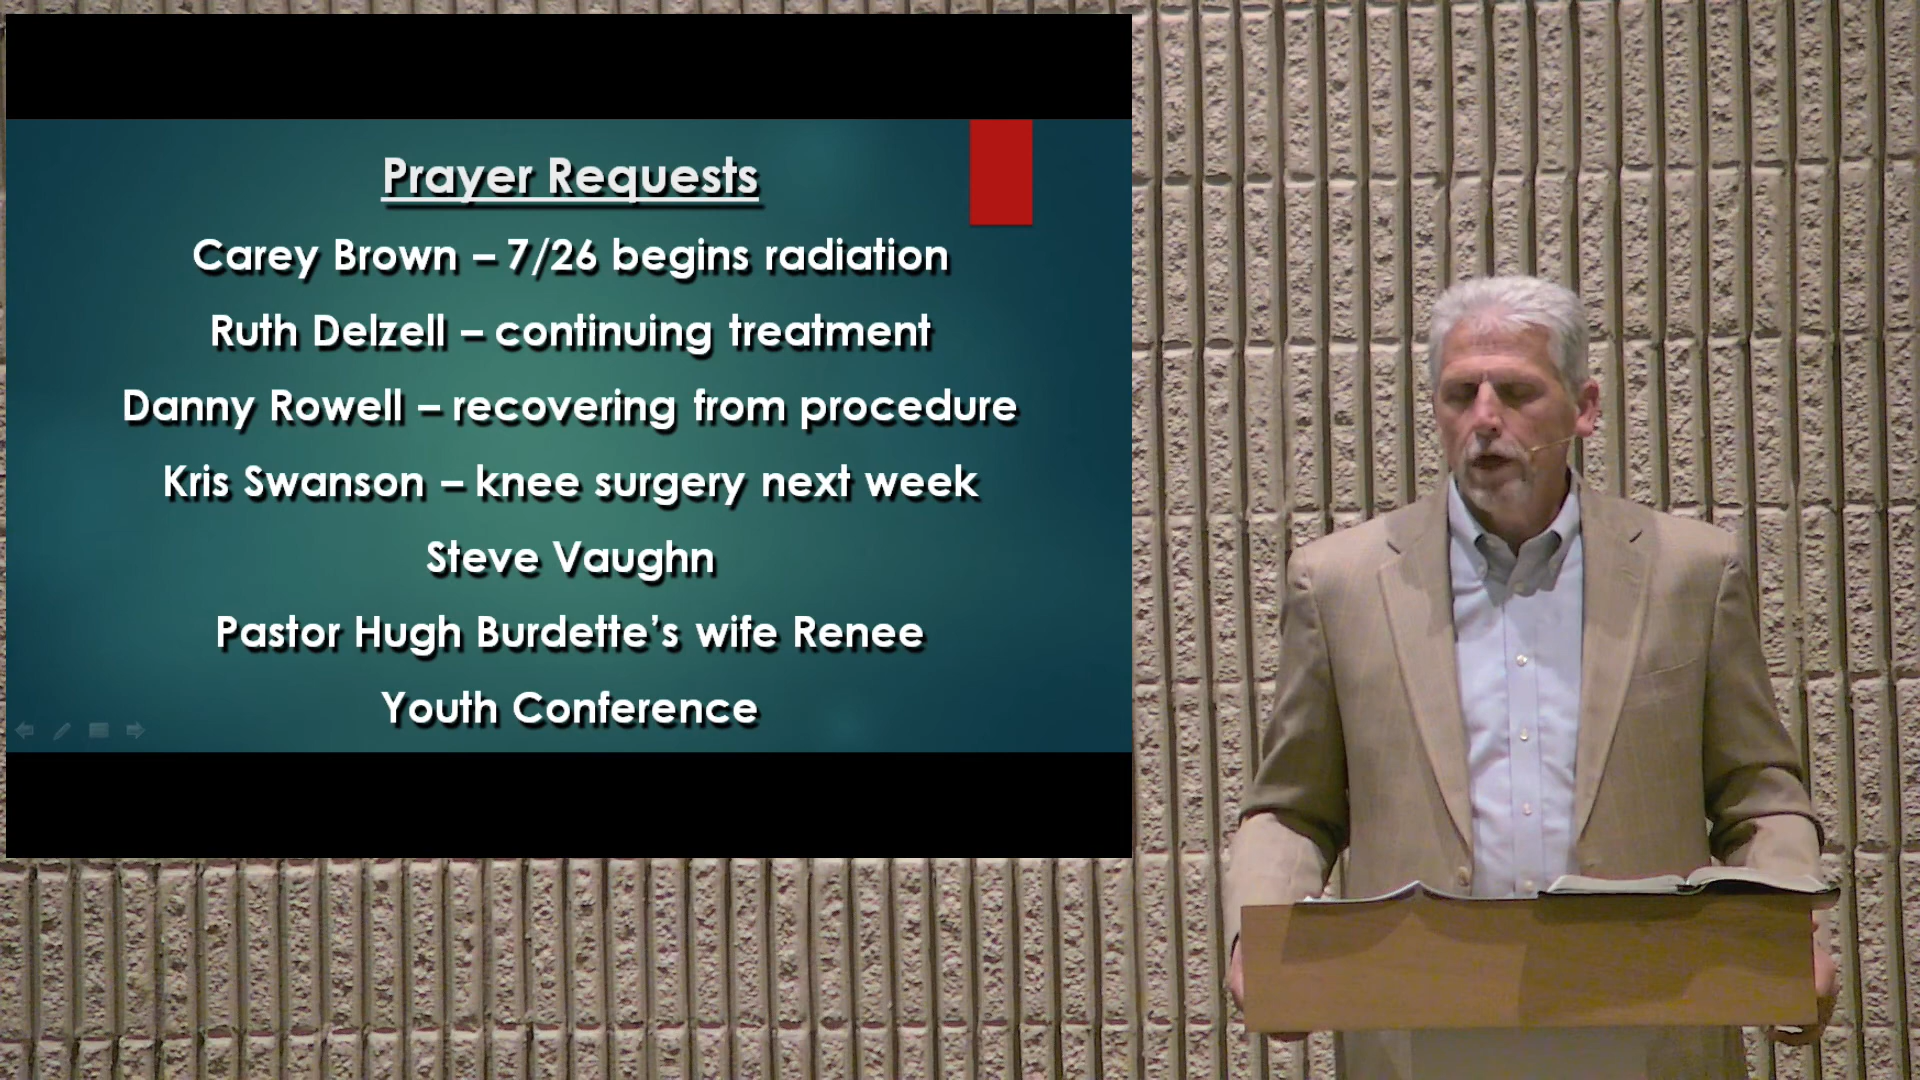 Prayer Requests
Carey Brown – 7/26 begins radiation
Ruth Delzell – continuing treatment
Danny Rowell – recovering from procedure
Kris Swanson – knee surgery next week
Steve Vaughn
Pastor Hugh Burdette’s wife Renee
Youth Conference